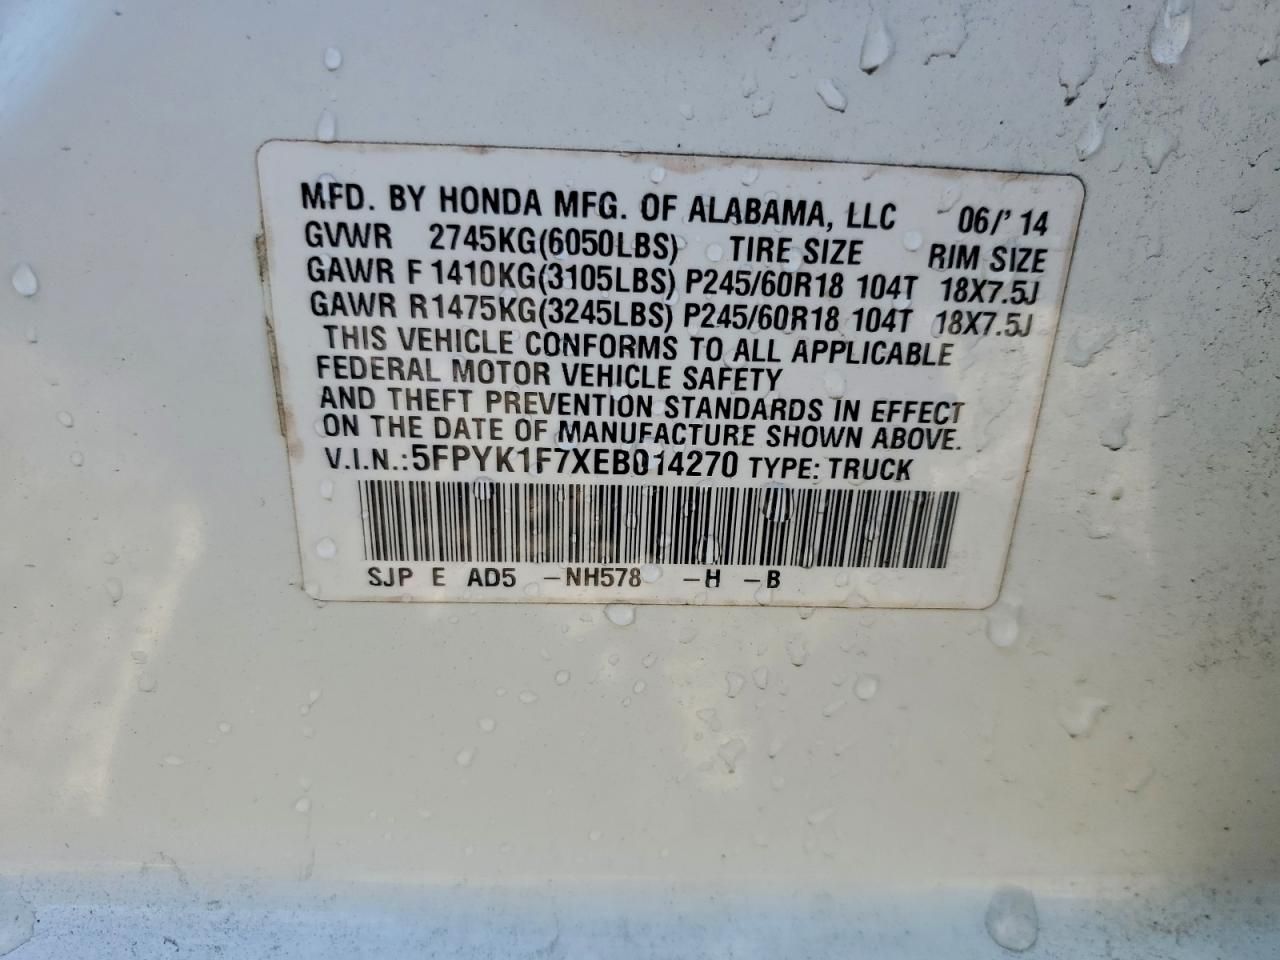 MFD. BY HONDA MFG. OF ALABAMA, LLC 06/' 14
GVWR 2745KG(6050LBS) TIRE SIZE RIM SIZE
GAWR F 1410KG(3105LBS) P245/60R18 104T 18X7.5J
GAWR R 1475KG(3245LBS) P245/60R18 104T 18X7.5J
THIS VEHICLE CONFORMS TO ALL APPLICABLE
FEDERAL MOTOR VEHICLE SAFETY
AND THEFT PREVENTION STANDARDS IN EFFECT
ON THE DATE OF MANUFACTURE SHOWN ABOVE.
V.I.N.:5FPYK1F7XEB014270 TYPE: TRUCK
SJP E AD5 -NH578 -H -B